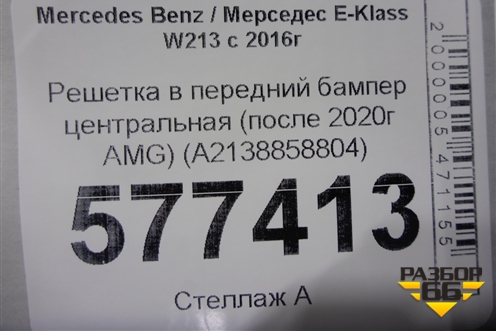 Mercedes Benz / Мерседес E-Klass
W213 с 2016г
Решетка в передний бампер
центральная (после 2020г
AMG) (A2138858804)
577413
Стеллаж А
2000005471155
РАЗБОР
66